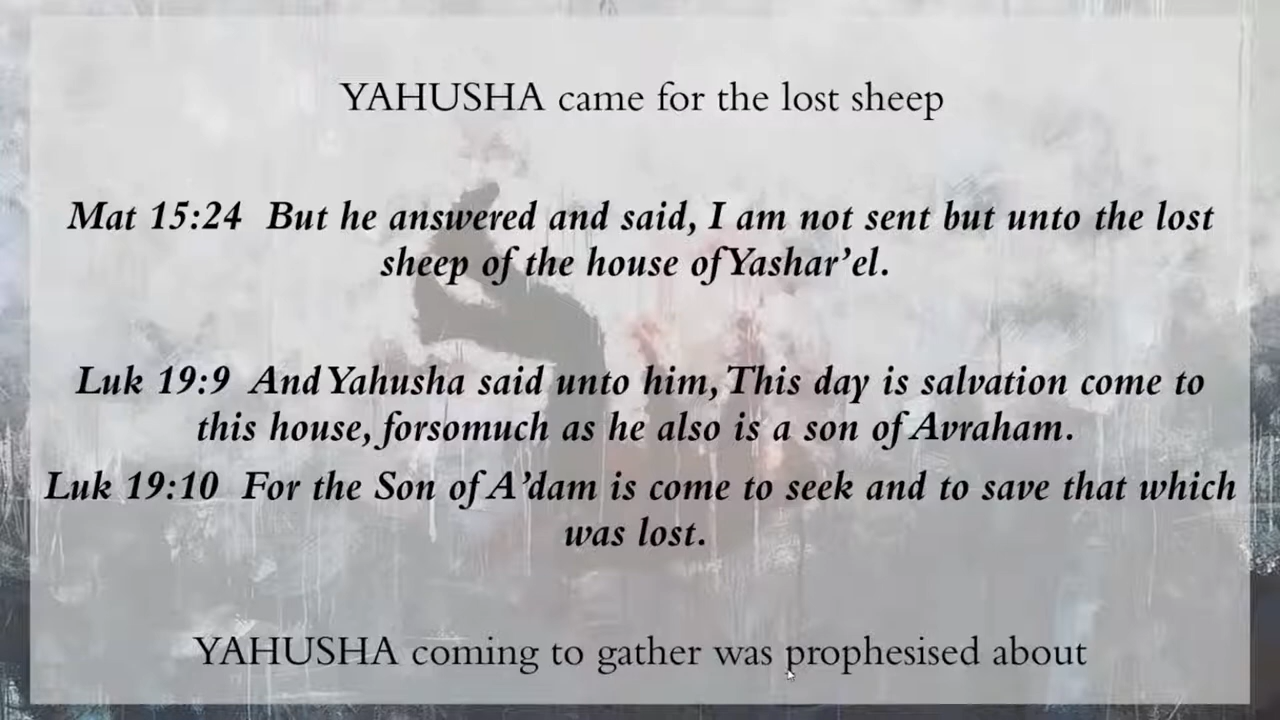 YAHUSHA came for the lost sheep
Mat 15:24 But he answered and said, I am not sent but unto the lost
sheep of the house of Yashar’el.
Luk 19:9 And Yahusha said unto him, This day is salvation come to
this house, forsomuch as he also is a son of Avraham.
Luk 19:10 For the Son of A’dam is come to seek and to save that which
was lost.
YAHUSHA coming to gather was prophesised about